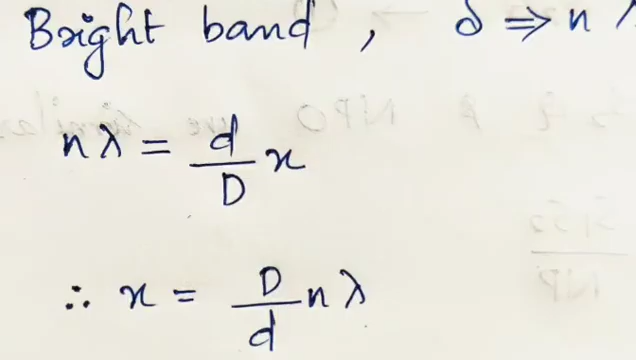 Bright band, δ ⇒ n λ
nλ = d/D x
∴ x = D/d nλ